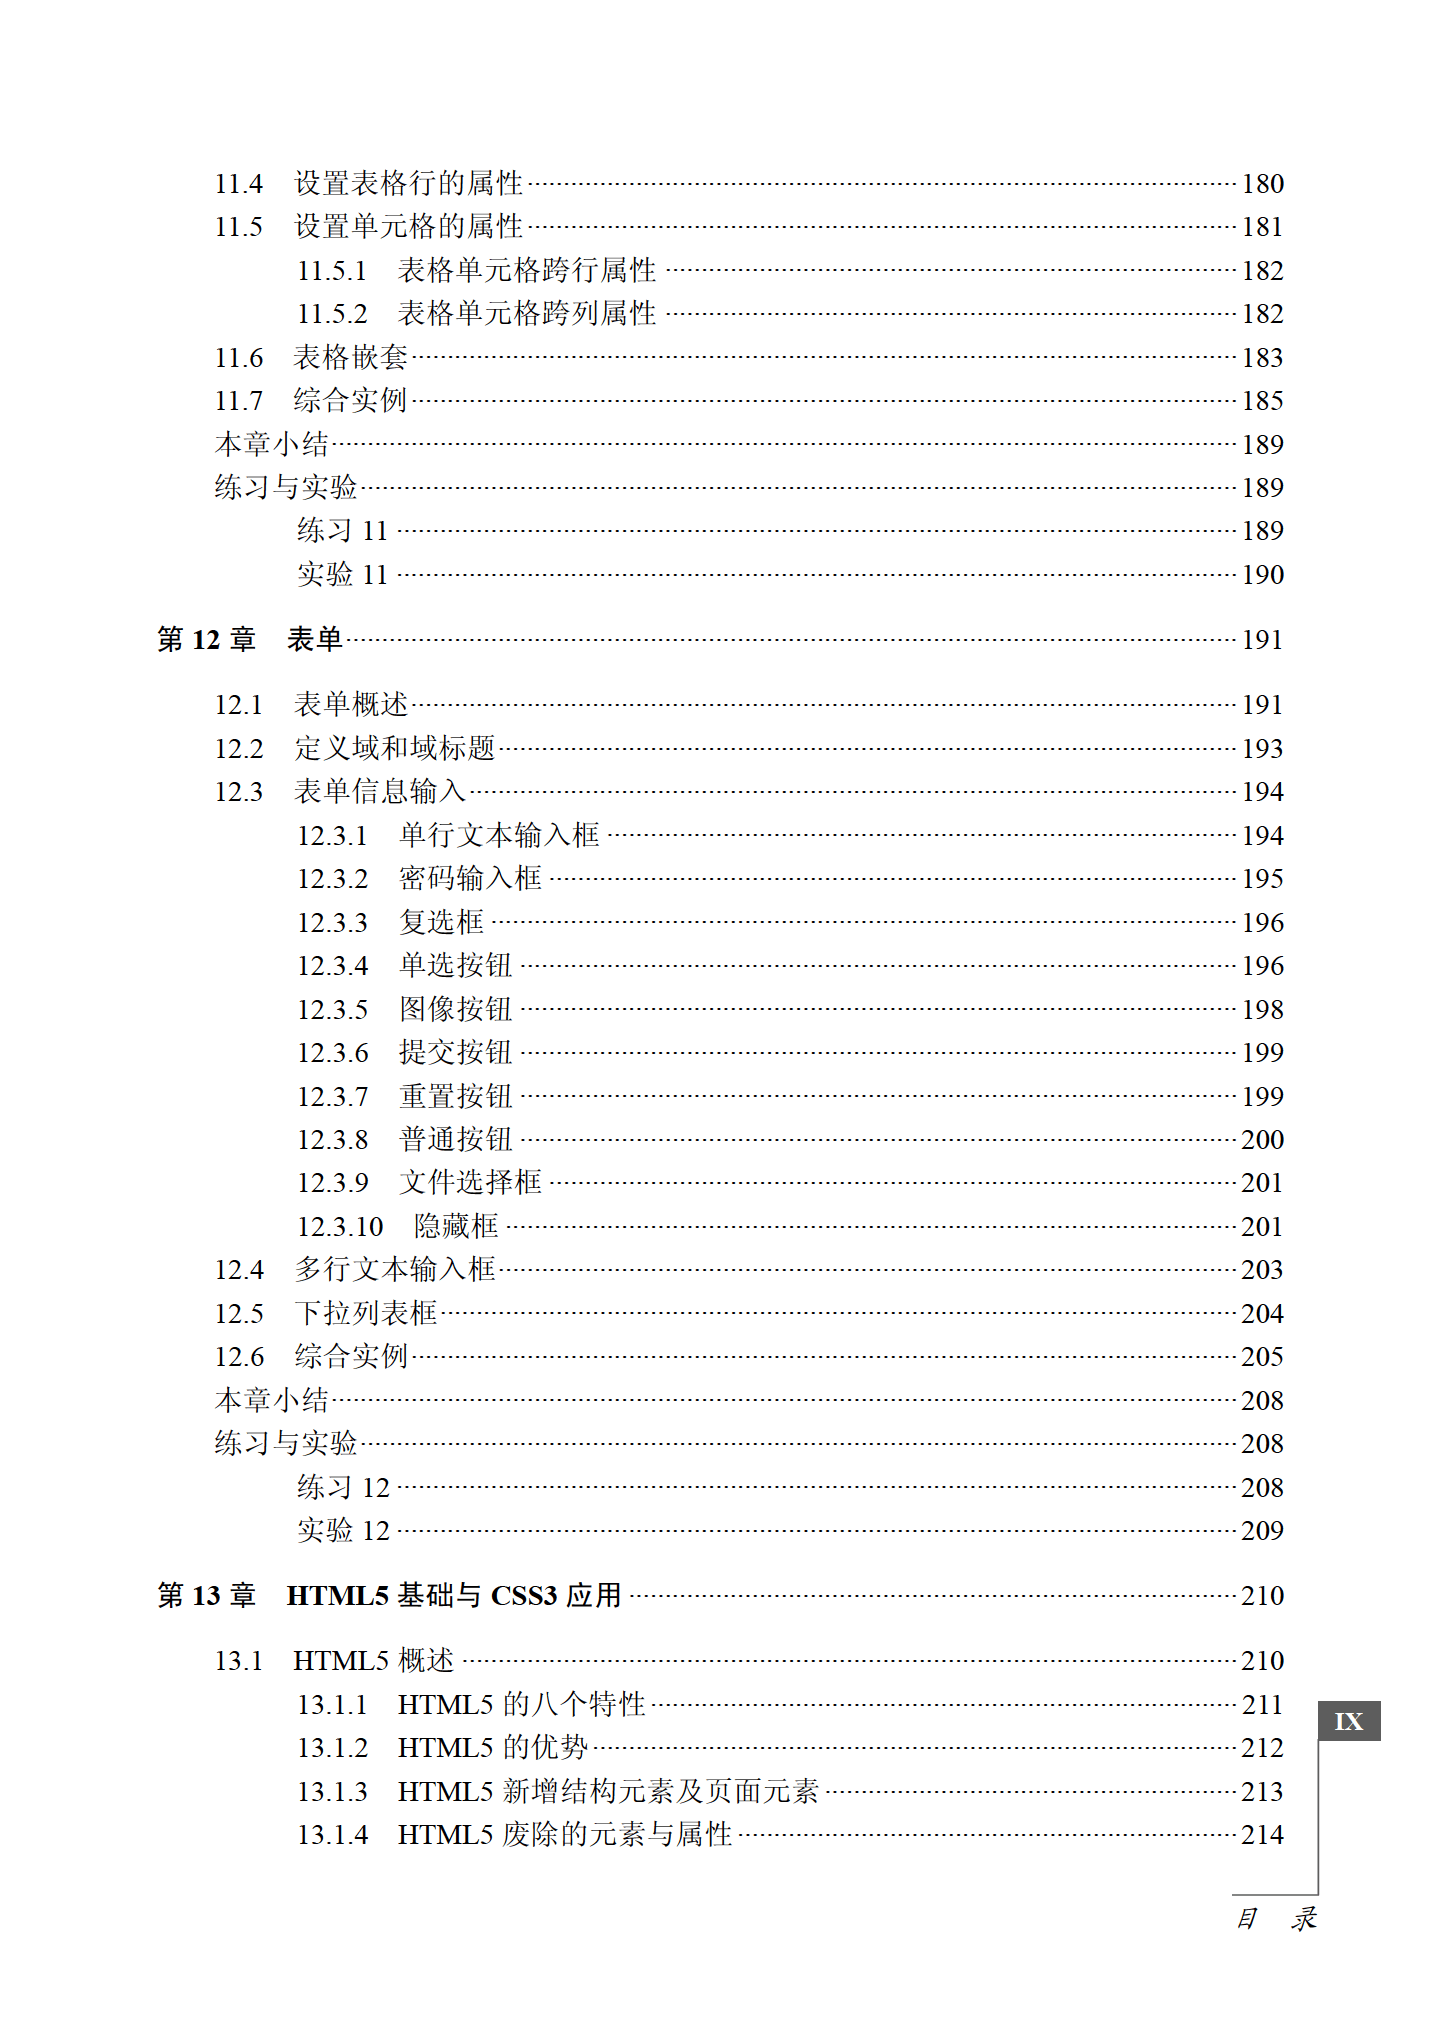 11.4 设置表格行的属性 180
11.5 设置单元格的属性 181
11.5.1 表格单元格跨行属性 182
11.5.2 表格单元格跨列属性 182
11.6 表格嵌套 183
11.7 综合实例 185
本章小结 189
练习与实验 189
练习 11 189
实验 11 190
第 12 章 表单 191
12.1 表单概述 191
12.2 定义域和域标题 193
12.3 表单信息输入 194
12.3.1 单行文本输入框 194
12.3.2 密码输入框 195
12.3.3 复选框 196
12.3.4 单选按钮 196
12.3.5 图像按钮 198
12.3.6 提交按钮 199
12.3.7 重置按钮 199
12.3.8 普通按钮 200
12.3.9 文件选择框 201
12.3.10 隐藏框 201
12.4 多行文本输入框 203
12.5 下拉列表框 204
12.6 综合实例 205
本章小结 208
练习与实验 208
练习 12 208
实验 12 209
第 13 章 HTML5 基础与 CSS3 应用 210
13.1 HTML5 概述 210
13.1.1 HTML5 的八个特性 211
13.1.2 HTML5 的优势 212
13.1.3 HTML5 新增结构元素及页面元素 213
13.1.4 HTML5 废除的元素与属性 214
IX
目 录